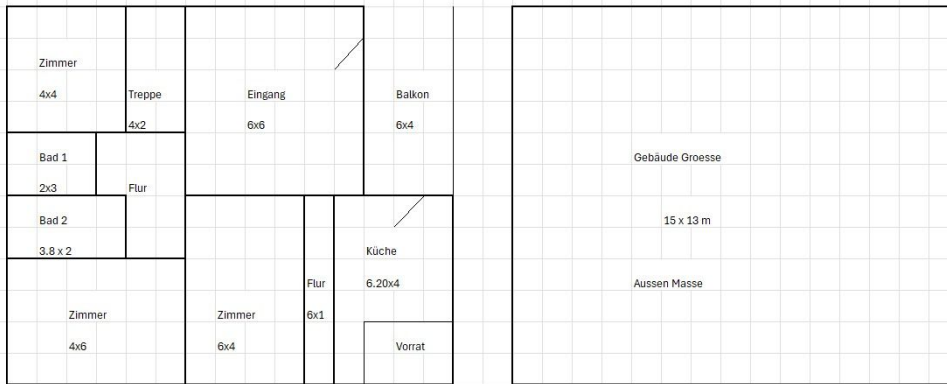 Zimmer
4x4
Treppe
4x2
Eingang
6x6
Balkon
6x4
Bad 1
2x3
Flur
Bad 2
3.8 x 2
Zimmer
4x6
Zimmer
6x4
Flur
6x1
Küche
6.20x4
Vorrat
Gebäude Groesse
15 x 13 m
Aussen Masse